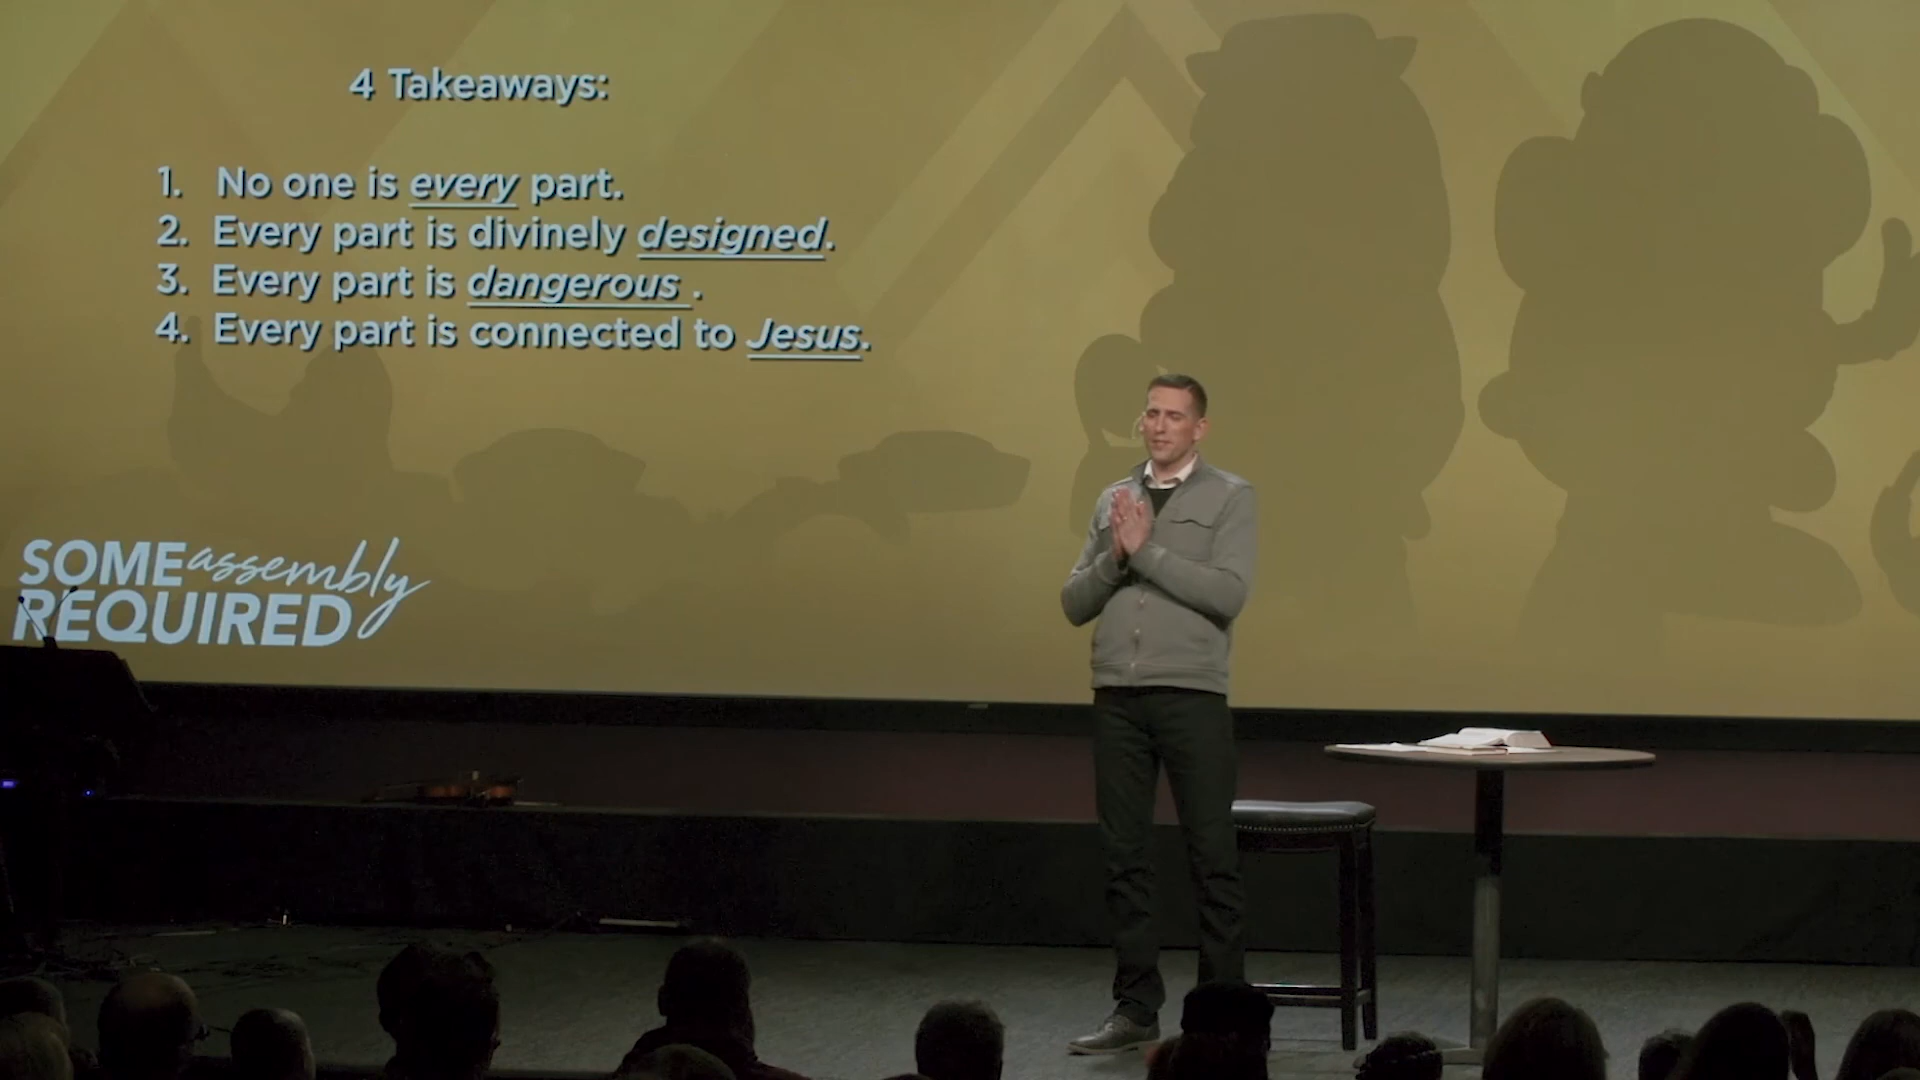 4 Takeaways:
1. No one is every part.
2. Every part is divinely designed.
3. Every part is dangerous .
4. Every part is connected to Jesus.
SOME assembly
REQUIRED